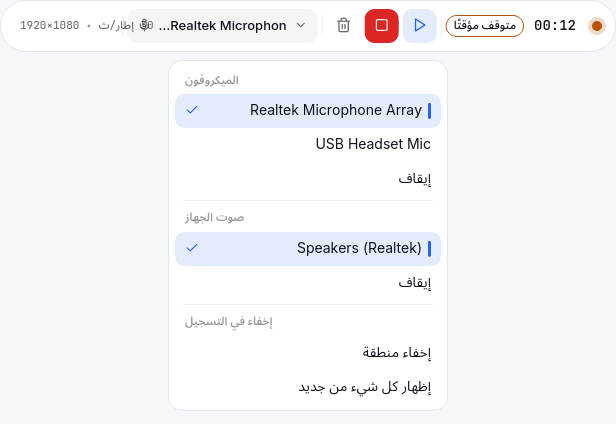 00:12
متوقف مؤقتًا
Realtek Microphon...
1920×1080 • 30 إطار/ث
الميكروفون
Realtek Microphone Array
USB Headset Mic
إيقاف
صوت الجهاز
Speakers (Realtek)
إيقاف
إخفاء في التسجيل
إخفاء منطقة
إظهار كل شيء من جديد